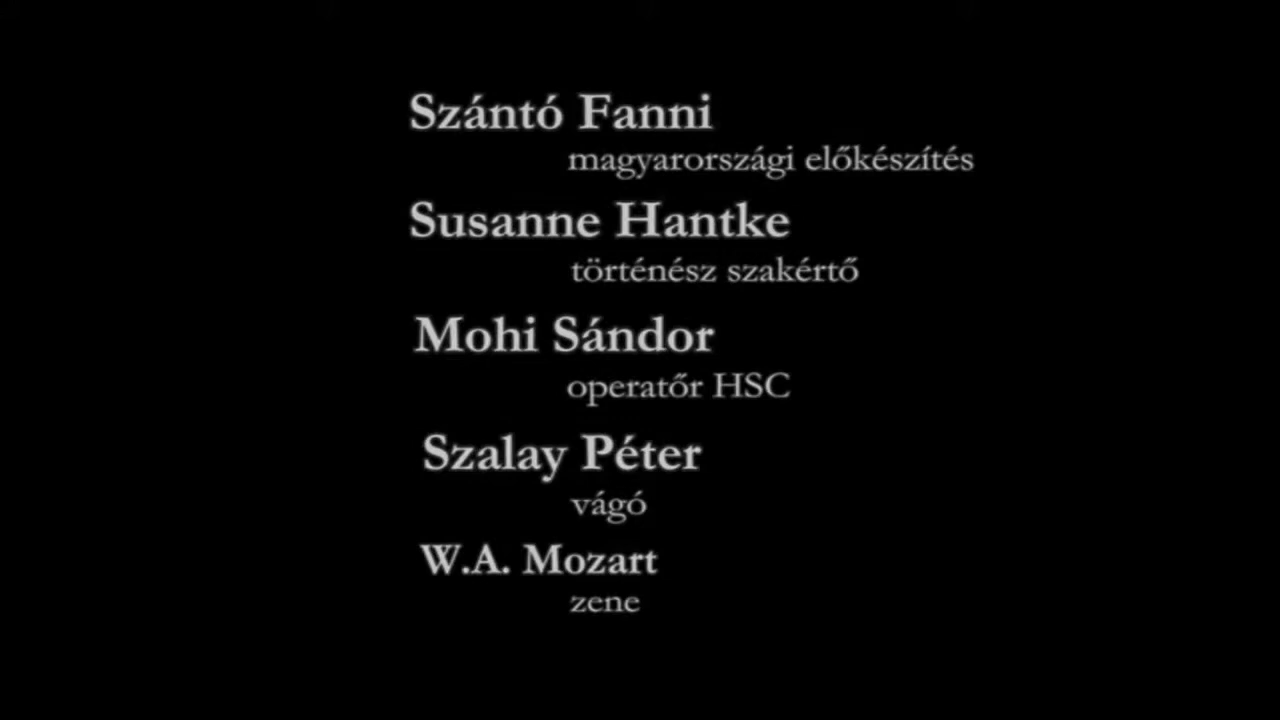 Szántó Fanni
magyarországi előkészítés
Susanne Hantke
történész szakértő
Mohi Sándor
operatőr HSC
Szalay Péter
vágó
W.A. Mozart
zene